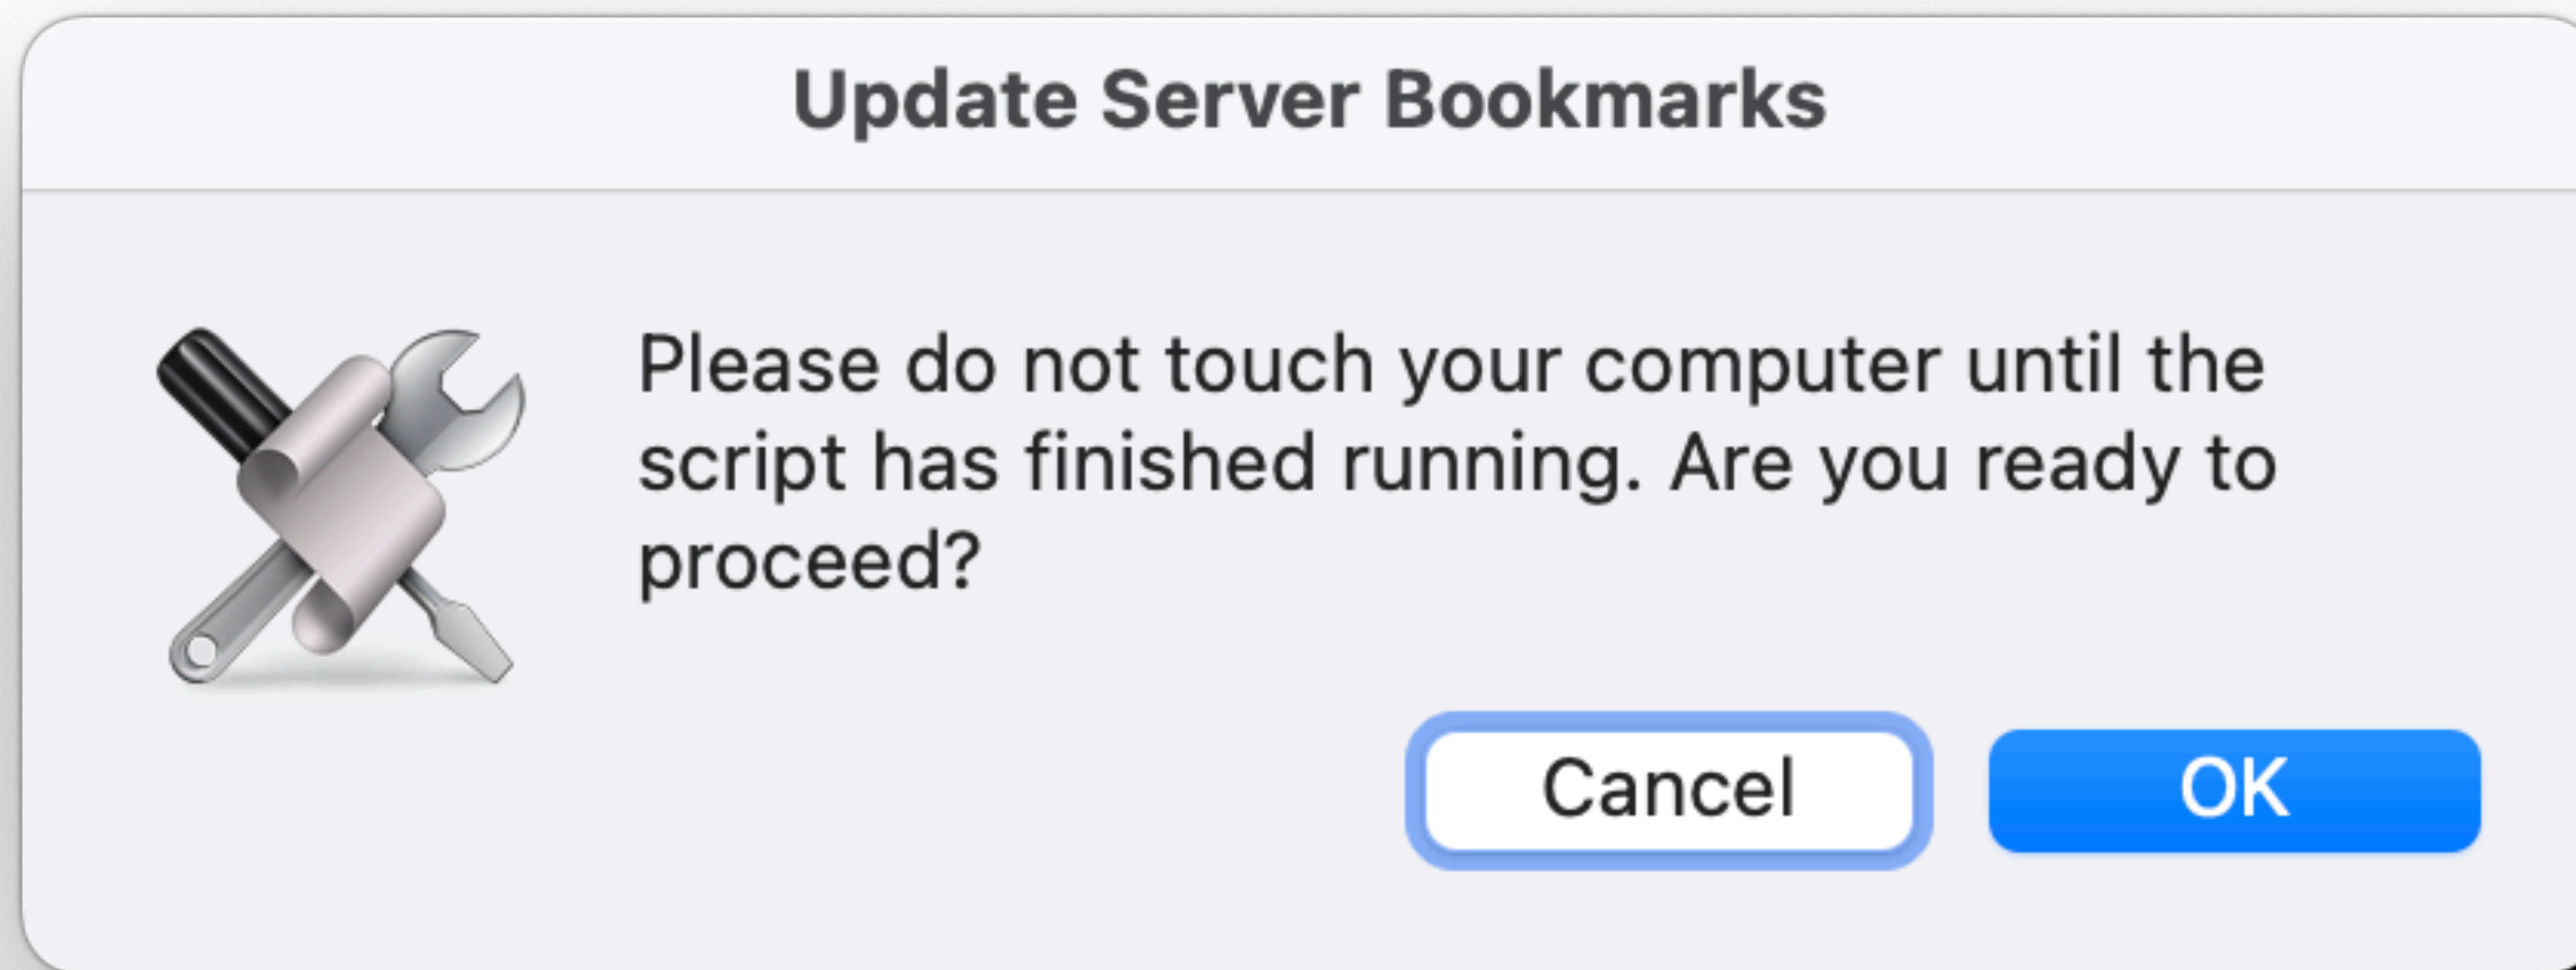 Update Server Bookmarks
Please do not touch your computer until the
script has finished running. Are you ready to
proceed?
Cancel
OK